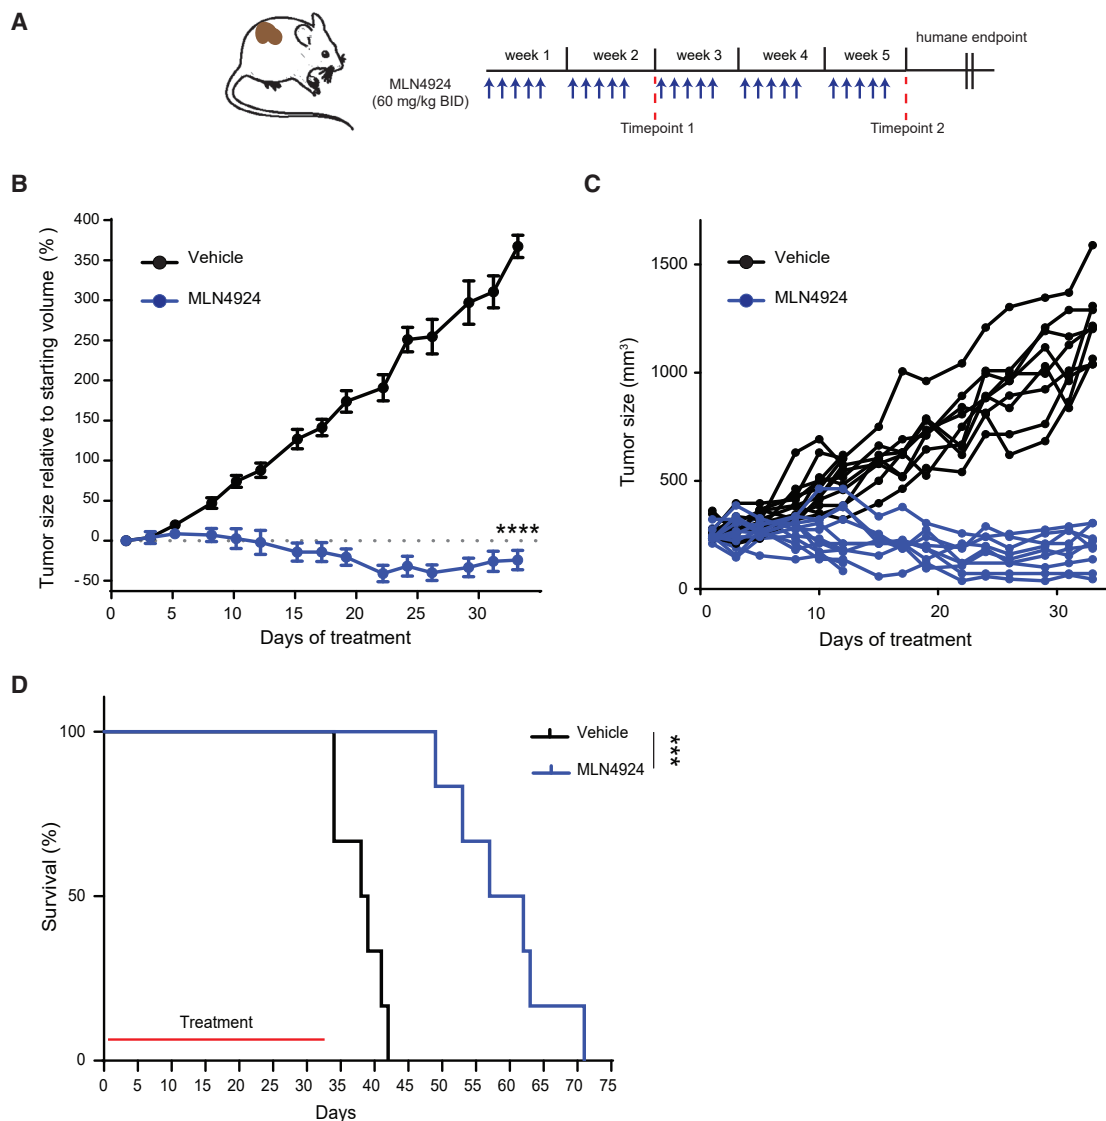 A
week 1 week 2 week 3 week 4 week 5 humane endpoint
MLN4924
(60 mg/kg BID)
Timepoint 1 Timepoint 2
B
Tumor size relative to starting volume (%)
400
350
300
250
200
150
100
50
0
- 50
Vehicle
MLN4924
****
0 5 10 15 20 25 30
Days of treatment
C
Tumor size (mm³)
1500
1000
500
0
Vehicle
MLN4924
0 10 20 30
Days of treatment
D
Survival (%)
100
50
0
Vehicle
MLN4924
***
Treatment
0 5 10 15 20 25 30 35 40 45 50 55 60 65 70 75
Days